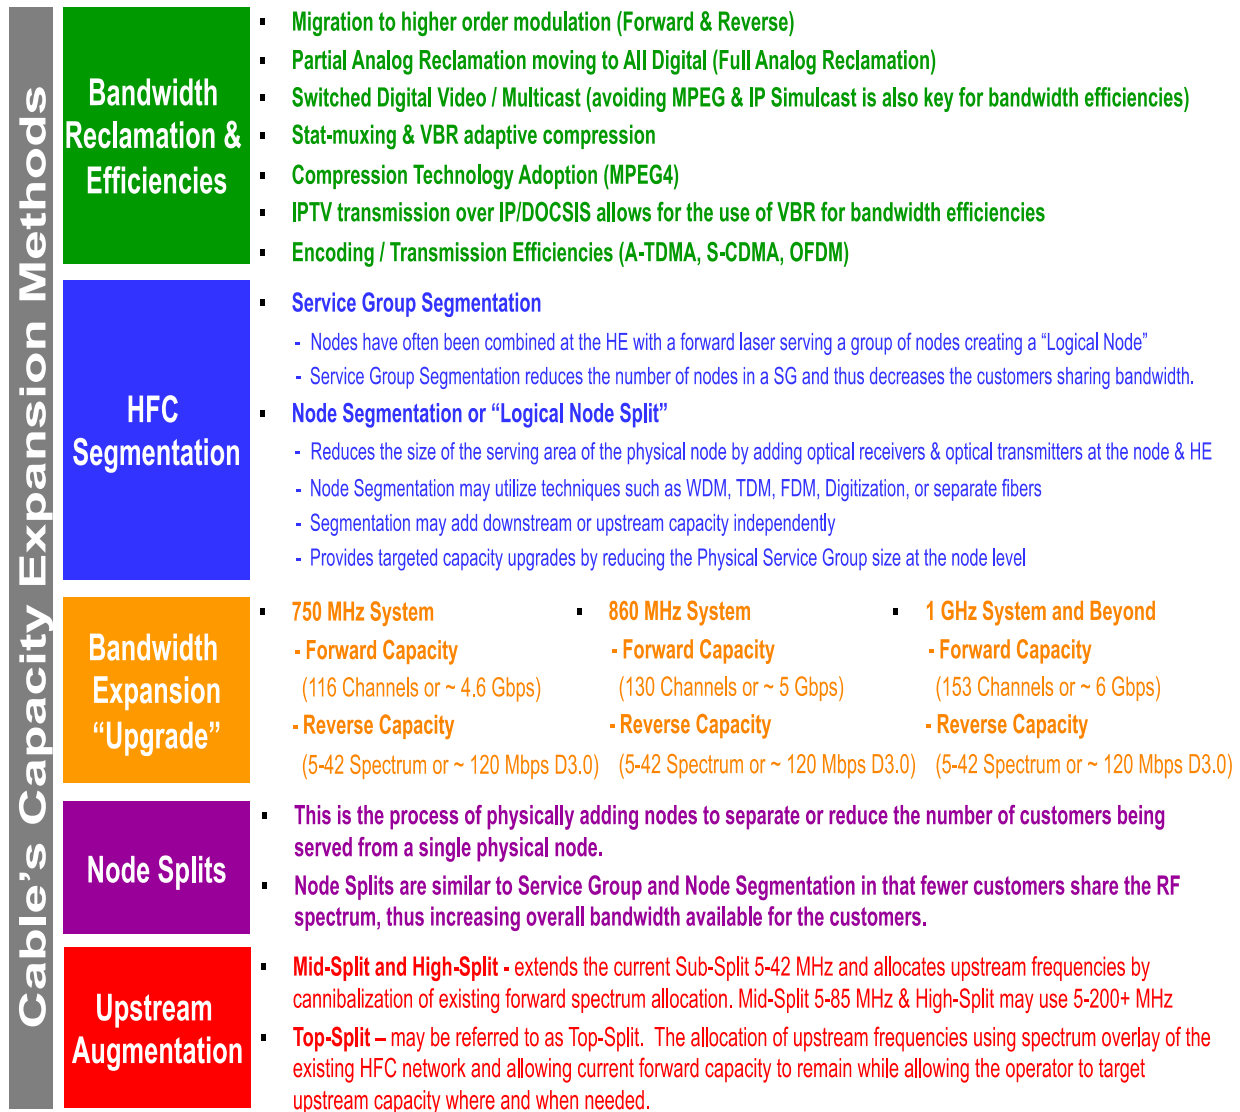 Cable's Capacity Expansion Methods
Bandwidth
Reclamation &
Efficiencies
▪ Migration to higher order modulation (Forward & Reverse)
▪ Partial Analog Reclamation moving to All Digital (Full Analog Reclamation)
▪ Switched Digital Video / Multicast (avoiding MPEG & IP Simulcast is also key for bandwidth efficiencies)
▪ Stat-muxing & VBR adaptive compression
▪ Compression Technology Adoption (MPEG4)
▪ IPTV transmission over IP/DOCSIS allows for the use of VBR for bandwidth efficiencies
▪ Encoding / Transmission Efficiencies (A-TDMA, S-CDMA, OFDM)
HFC
Segmentation
▪ Service Group Segmentation
- Nodes have often been combined at the HE with a forward laser serving a group of nodes creating a “Logical Node”
- Service Group Segmentation reduces the number of nodes in a SG and thus decreases the customers sharing bandwidth.
▪ Node Segmentation or “Logical Node Split”
- Reduces the size of the serving area of the physical node by adding optical receivers & optical transmitters at the node & HE
- Node Segmentation may utilize techniques such as WDM, TDM, FDM, Digitization, or separate fibers
- Segmentation may add downstream or upstream capacity independently
- Provides targeted capacity upgrades by reducing the Physical Service Group size at the node level
Bandwidth
Expansion
“Upgrade”
▪ 750 MHz System
- Forward Capacity
(116 Channels or ~ 4.6 Gbps)
- Reverse Capacity
(5-42 Spectrum or ~ 120 Mbps D3.0)
▪ 860 MHz System
- Forward Capacity
(130 Channels or ~ 5 Gbps)
- Reverse Capacity
(5-42 Spectrum or ~ 120 Mbps D3.0)
▪ 1 GHz System and Beyond
- Forward Capacity
(153 Channels or ~ 6 Gbps)
- Reverse Capacity
(5-42 Spectrum or ~ 120 Mbps D3.0)
Node Splits
▪ This is the process of physically adding nodes to separate or reduce the number of customers being
served from a single physical node.
▪ Node Splits are similar to Service Group and Node Segmentation in that fewer customers share the RF
spectrum, thus increasing overall bandwidth available for the customers.
Upstream
Augmentation
▪ Mid-Split and High-Split - extends the current Sub-Split 5-42 MHz and allocates upstream frequencies by
cannibalization of existing forward spectrum allocation. Mid-Split 5-85 MHz & High-Split may use 5-200+ MHz
▪ Top-Split – may be referred to as Top-Split. The allocation of upstream frequencies using spectrum overlay of the
existing HFC network and allowing current forward capacity to remain while allowing the operator to target
upstream capacity where and when needed.